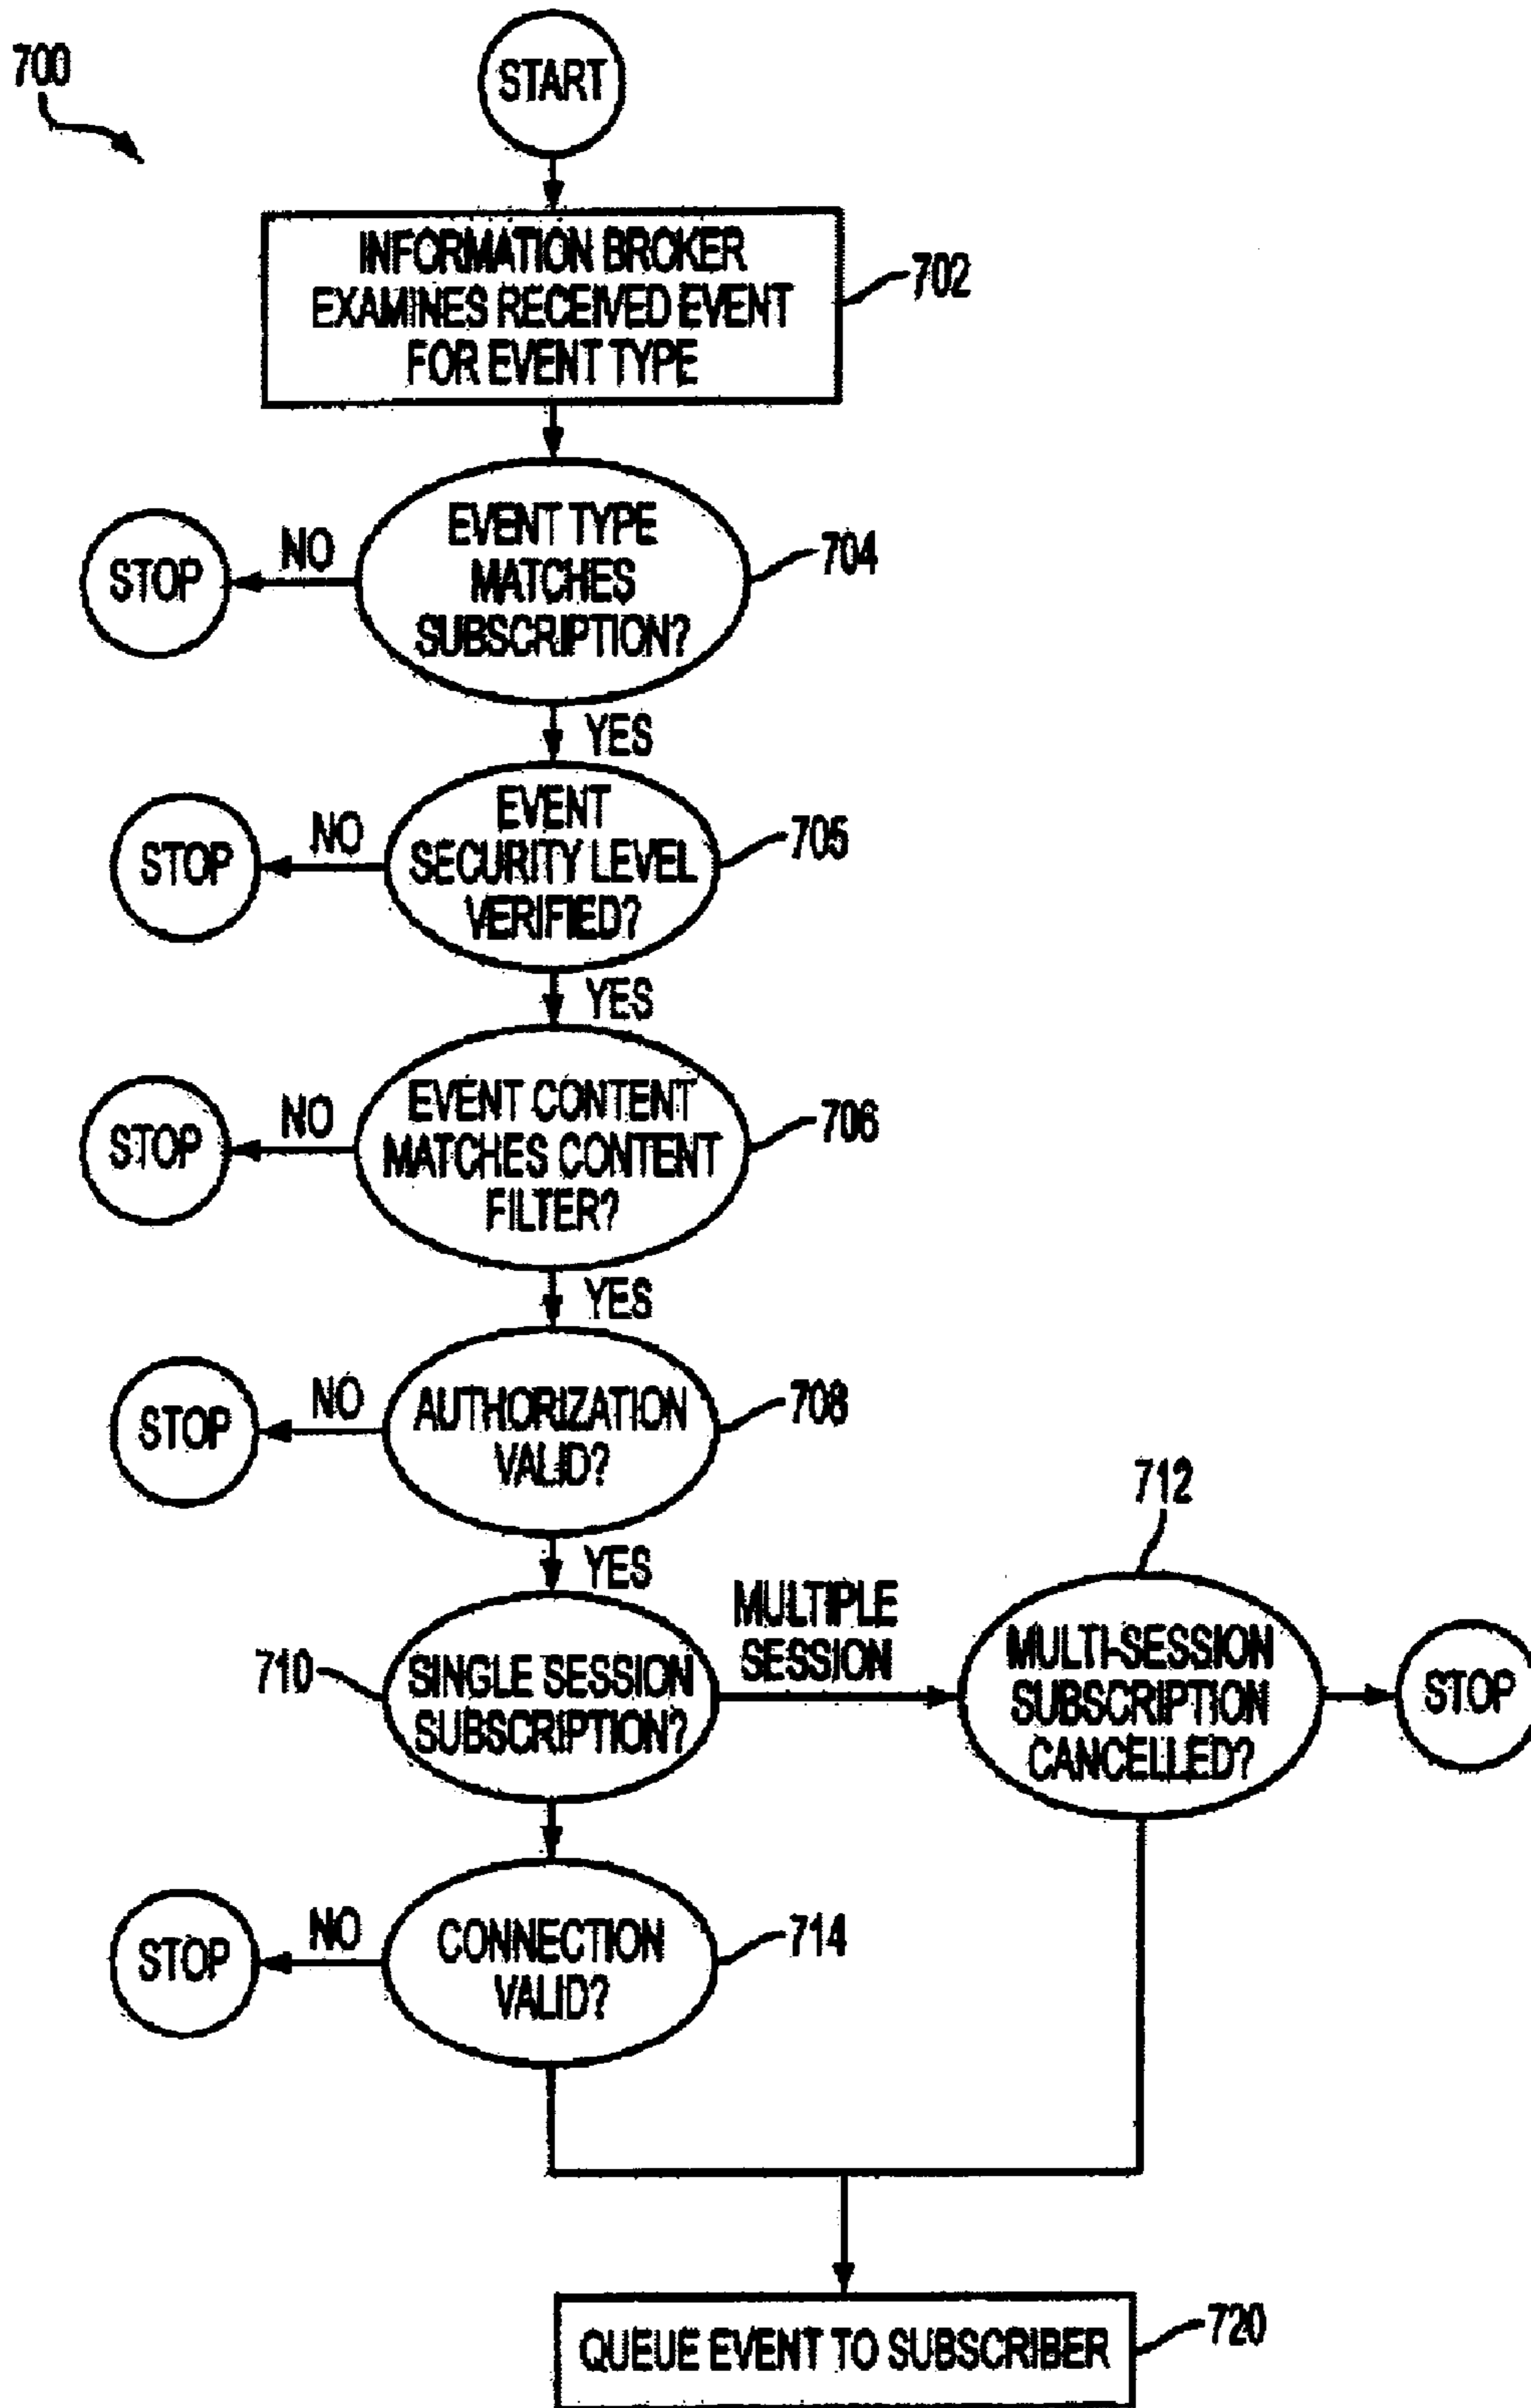 700
START
INFORMATION BROKER
EXAMINES RECEIVED EVENT
FOR EVENT TYPE
702
EVENT TYPE
MATCHES
SUBSCRIPTION?
704
NO
STOP
YES
EVENT
SECURITY LEVEL
VERIFIED?
705
NO
STOP
YES
EVENT CONTENT
MATCHES CONTENT
FILTER?
706
NO
STOP
YES
AUTHORIZATION
VALID?
708
NO
STOP
YES
710
SINGLE SESSION
SUBSCRIPTION?
MULTIPLE
SESSION
712
MULTI-SESSION
SUBSCRIPTION
CANCELLED?
STOP
CONNECTION
VALID?
714
NO
STOP
QUEUE EVENT TO SUBSCRIBER
720